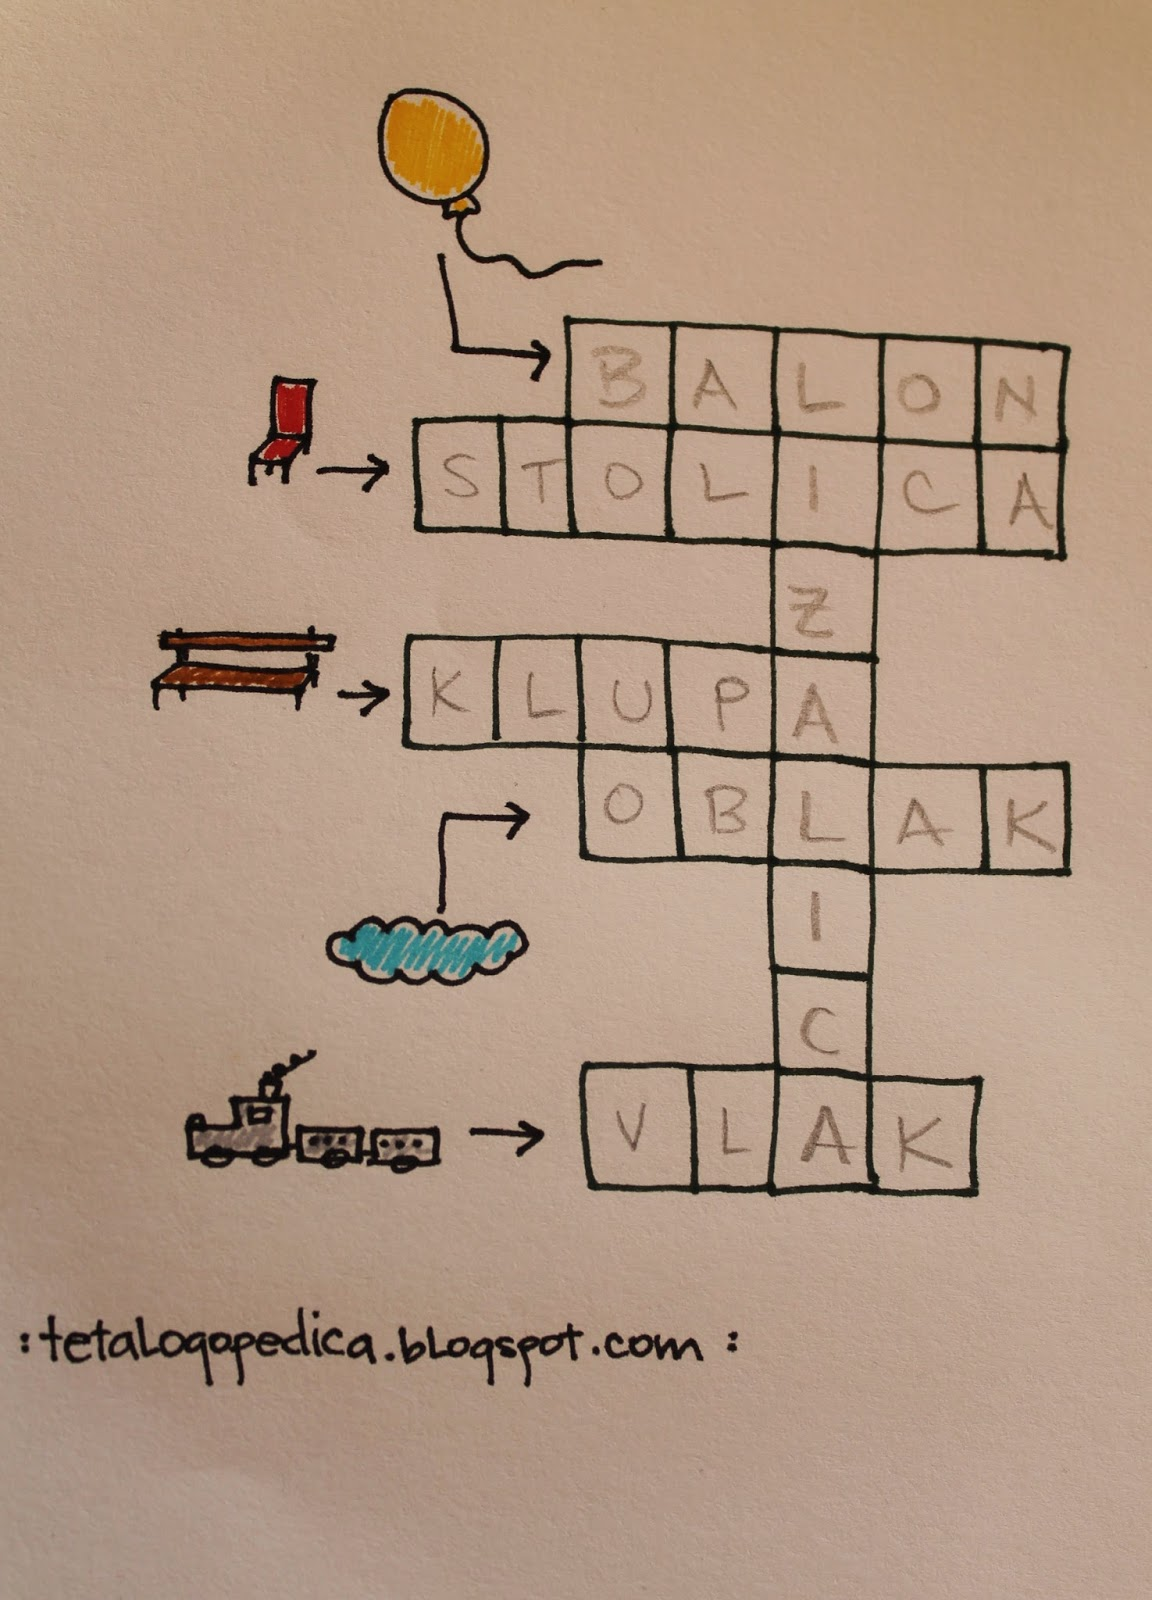 BALON
STOLICA
Z
KLUPA
OBLAK
I
C
VLAK
:tetalogopedica.blogspot.com :